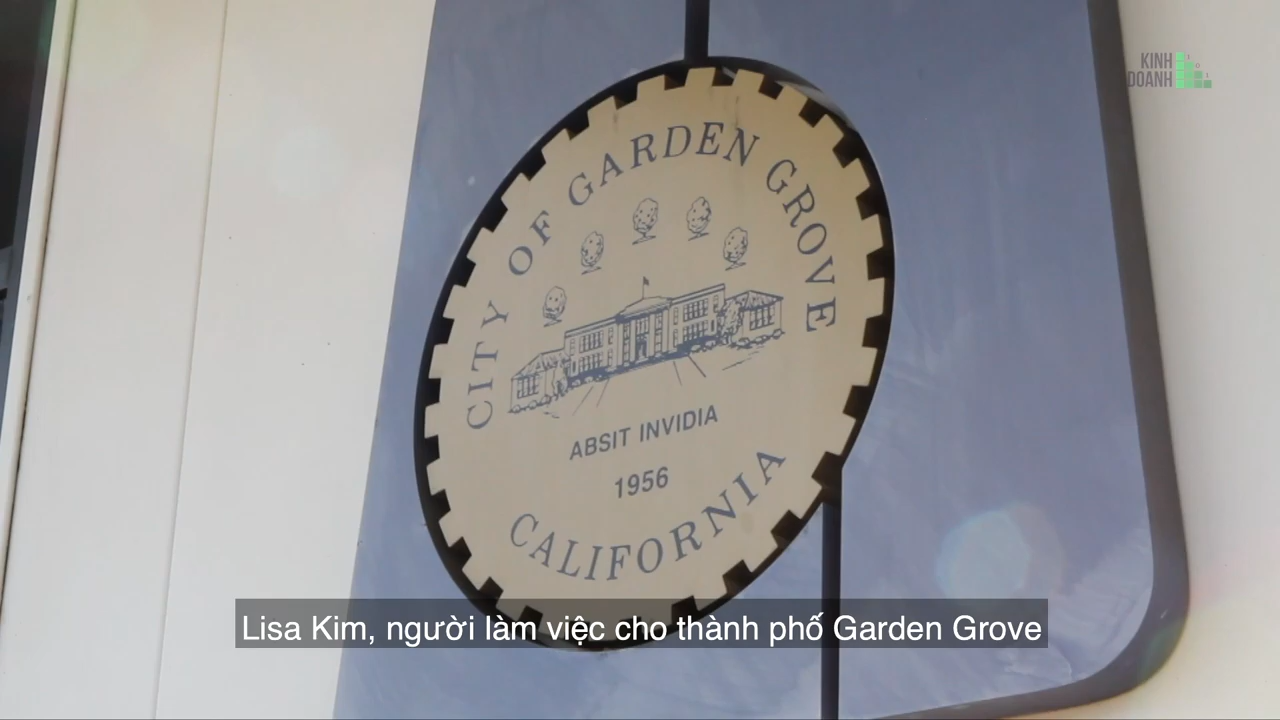 KINH
DOANH
CITY OF GARDEN GROVE
ABSIT INVIDIA
1956
CALIFORNIA
Lisa Kim, người làm việc cho thành phố Garden Grove